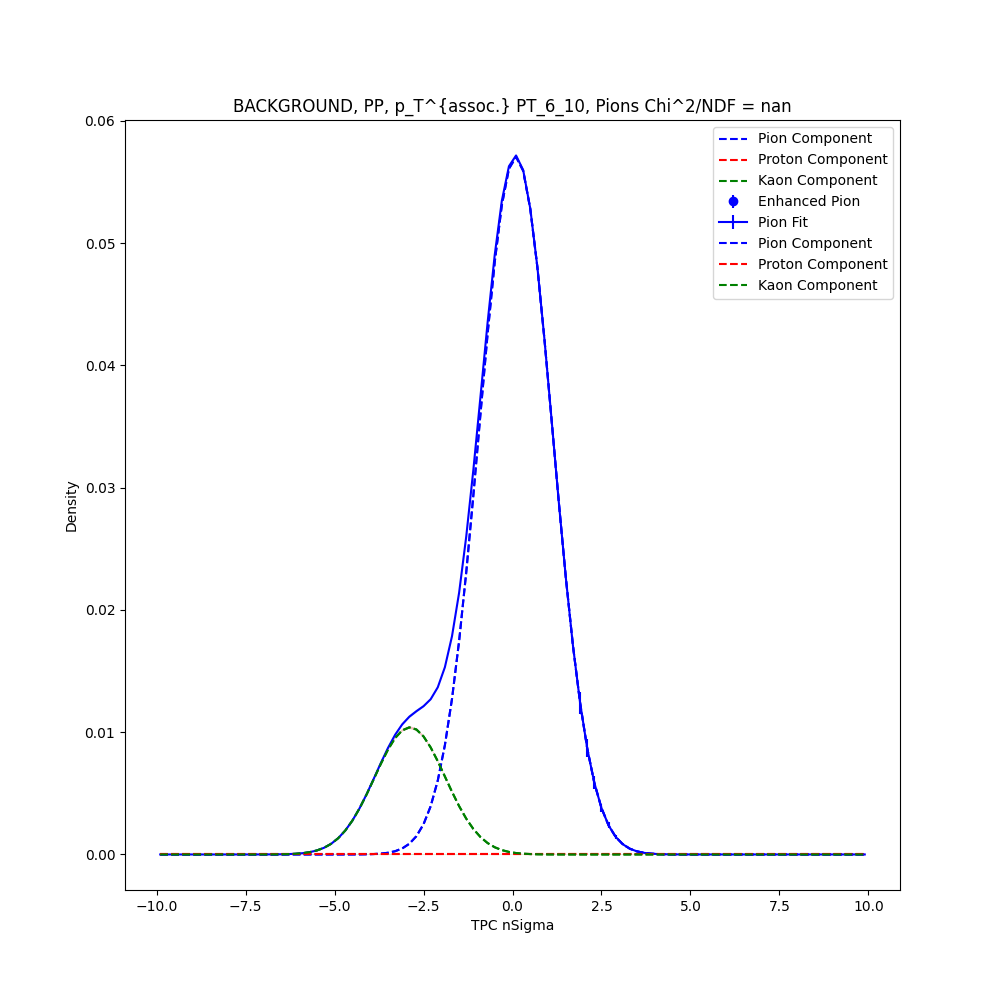 BACKGROUND, PP, p_T^{assoc.} PT_6_10, Pions Chi^2/NDF = nan
Pion Component
Proton Component
Kaon Component
Enhanced Pion
Pion Fit
Pion Component
Proton Component
Kaon Component
0.06
0.05
0.04
0.03
0.02
0.01
0.00
Density
−10.0 −7.5 −5.0 −2.5 0.0 2.5 5.0 7.5 10.0
TPC nSigma